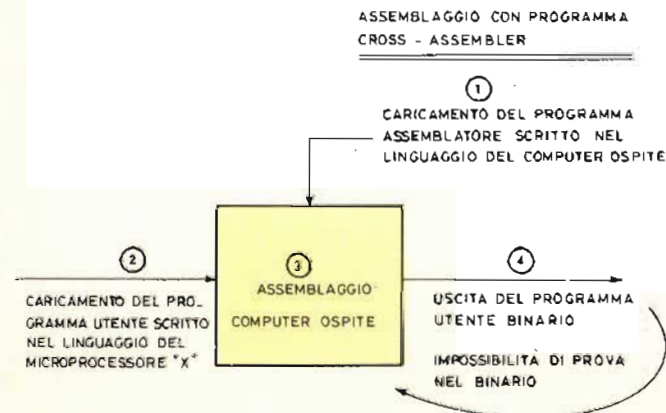 ASSEMBLAGGIO CON PROGRAMMA
CROSS - ASSEMBLER
1
CARICAMENTO DEL PROGRAMMA
ASSEMBLATORE SCRITTO NEL
LINGUAGGIO DEL COMPUTER OSPITE
2
CARICAMENTO DEL PRO-
GRAMMA UTENTE SCRITTO
NEL LINGUAGGIO DEL
MICROPROCESSORE "X"
3
ASSEMBLAGGIO
COMPUTER OSPITE
4
USCITA DEL PROGRAMMA
UTENTE BINARIO
IMPOSSIBILITÀ DI PROVA
NEL BINARIO